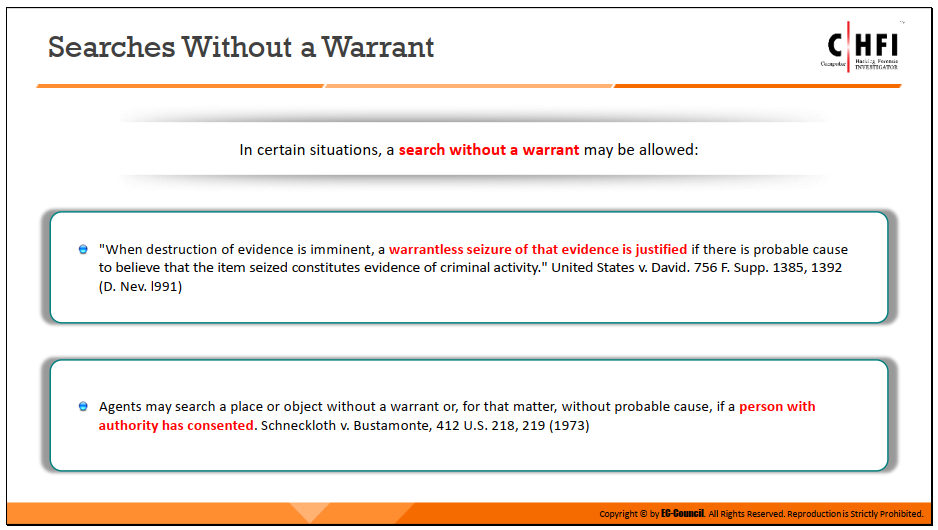 Searches Without a Warrant
C HFI
Computer Hacking Forensic
INVESTIGATOR
In certain situations, a search without a warrant may be allowed:
"When destruction of evidence is imminent, a warrantless seizure of that evidence is justified if there is probable cause
to believe that the item seized constitutes evidence of criminal activity." United States v. David. 756 F. Supp. 1385, 1392
(D. Nev. l991)
Agents may search a place or object without a warrant or, for that matter, without probable cause, if a person with
authority has consented. Schneckloth v. Bustamonte, 412 U.S. 218, 219 (1973)
Copyright © by EC-Council. All Rights Reserved. Reproduction is Strictly Prohibited.